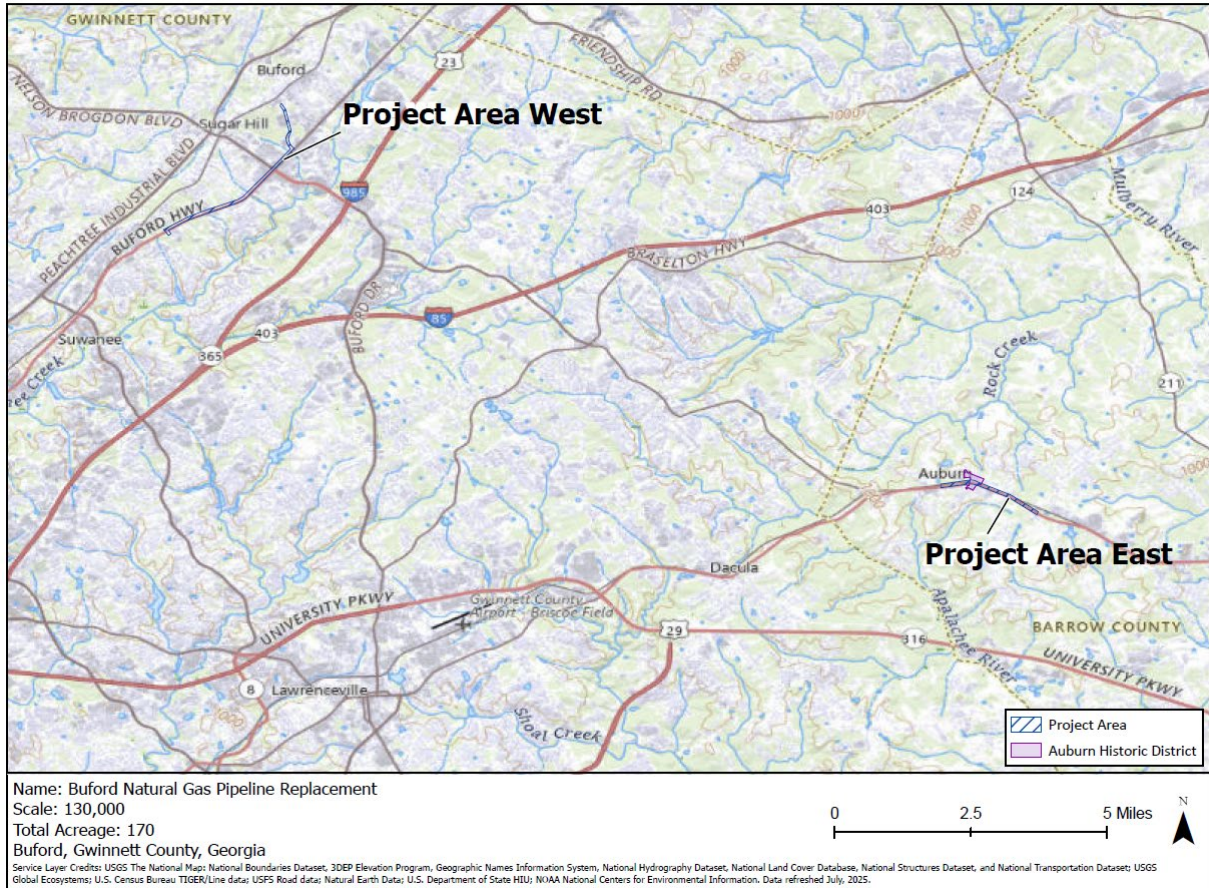 GWINNETT COUNTY
Buford
23
FRIENDSHIP RD
1000
NELSON BROGDON BLVD
Sugar Hill
Project Area West
1000
PEACHTREE INDUSTRIAL BLVD
BUFORD HWY
985
403
124
Mulberry River
1000
1000
BRASELTON HWY
85
BUFORD DR
403
365
Suwanee
ree Creek
Rock Creek
211
1000
Auburn
Project Area East
Dacula
Gwinnett County
Airport - Briscoe Field
UNIVERSITY PKWY
29
316
Apalachee River
BARROW COUNTY
UNIVERSITY PKWY
8
Lawrenceville
1000
Shoal Creek
Project Area
Auburn Historic District
Name: Buford Natural Gas Pipeline Replacement
Scale: 130,000
Total Acreage: 170
Buford, Gwinnett County, Georgia
0 2.5 5 Miles
N
Service Layer Credits: USGS The National Map: National Boundaries Dataset, 3DEP Elevation Program, Geographic Names Information System, National Hydrography Dataset, National Land Cover Database, National Structures Dataset, and National Transportation Dataset; USGS
Global Ecosystems; U.S. Census Bureau TIGER/Line data; USFS Road data; Natural Earth Data; U.S. Department of State HIU; NOAA National Centers for Environmental Information. Data refreshed July, 2025.